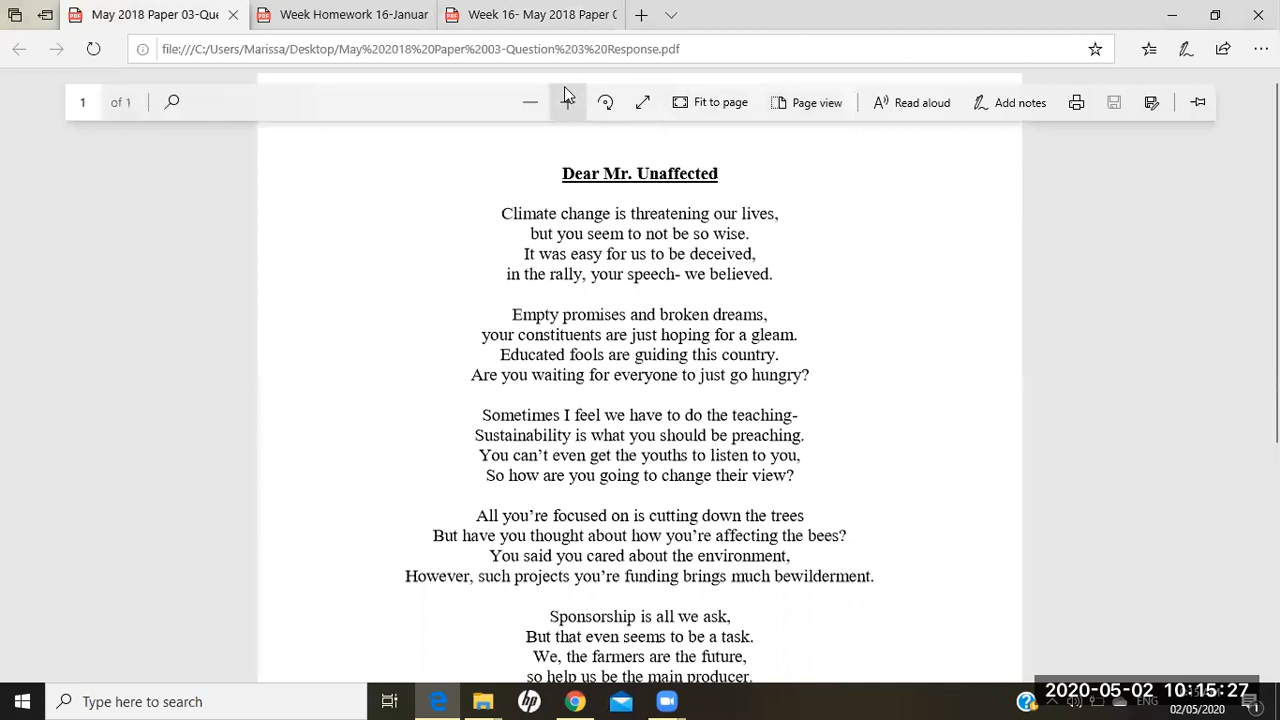 May 2018 Paper 03-Que
Week Homework 16-Januar
Week 16- May 2018 Paper 0
file:///C:/Users/Marissa/Desktop/May%202018%20Paper%2003-Question%203%20Response.pdf
1 of 1
Fit to page
Page view
Read aloud
Add notes
Dear Mr. Unaffected
Climate change is threatening our lives,
but you seem to not be so wise.
It was easy for us to be deceived,
in the rally, your speech- we believed.
Empty promises and broken dreams,
your constituents are just hoping for a gleam.
Educated fools are guiding this country.
Are you waiting for everyone to just go hungry?
Sometimes I feel we have to do the teaching-
Sustainability is what you should be preaching.
You can't even get the youths to listen to you,
So how are you going to change their view?
All you're focused on is cutting down the trees
But have you thought about how you're affecting the bees?
You said you cared about the environment,
However, such projects you're funding brings much bewilderment.
Sponsorship is all we ask,
But that even seems to be a task.
We, the farmers are the future,
so help us be the main producer.
Type here to search
ENG
2020-05-02 10:15:27
02/05/2020